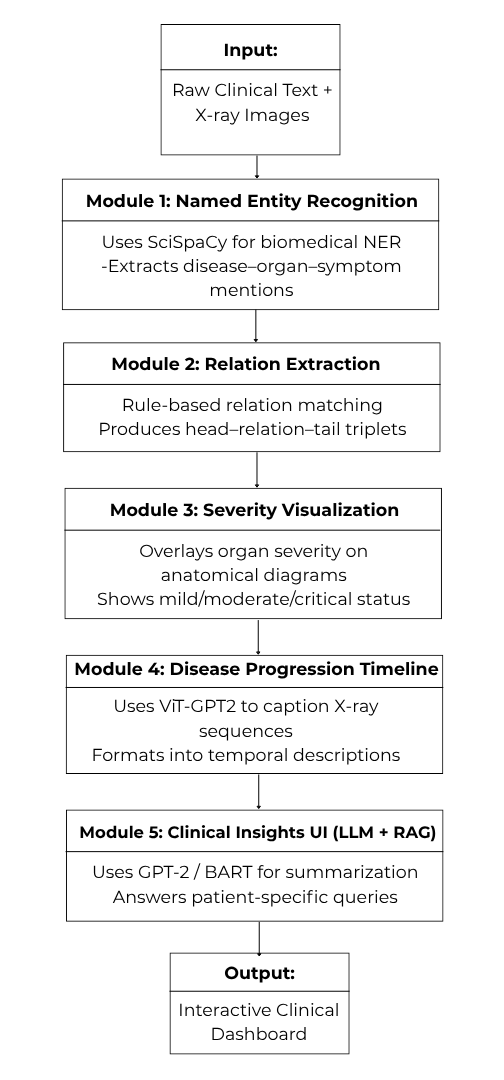 Input:
Raw Clinical Text +
X-ray Images
Module 1: Named Entity Recognition
Uses SciSpaCy for biomedical NER
-Extracts disease–organ–symptom
mentions
Module 2: Relation Extraction
Rule-based relation matching
Produces head–relation–tail triplets
Module 3: Severity Visualization
Overlays organ severity on
anatomical diagrams
Shows mild/moderate/critical status
Module 4: Disease Progression Timeline
Uses ViT-GPT2 to caption X-ray
sequences
Formats into temporal descriptions
Module 5: Clinical Insights UI (LLM + RAG)
Uses GPT-2 / BART for summarization
Answers patient-specific queries
Output:
Interactive Clinical
Dashboard